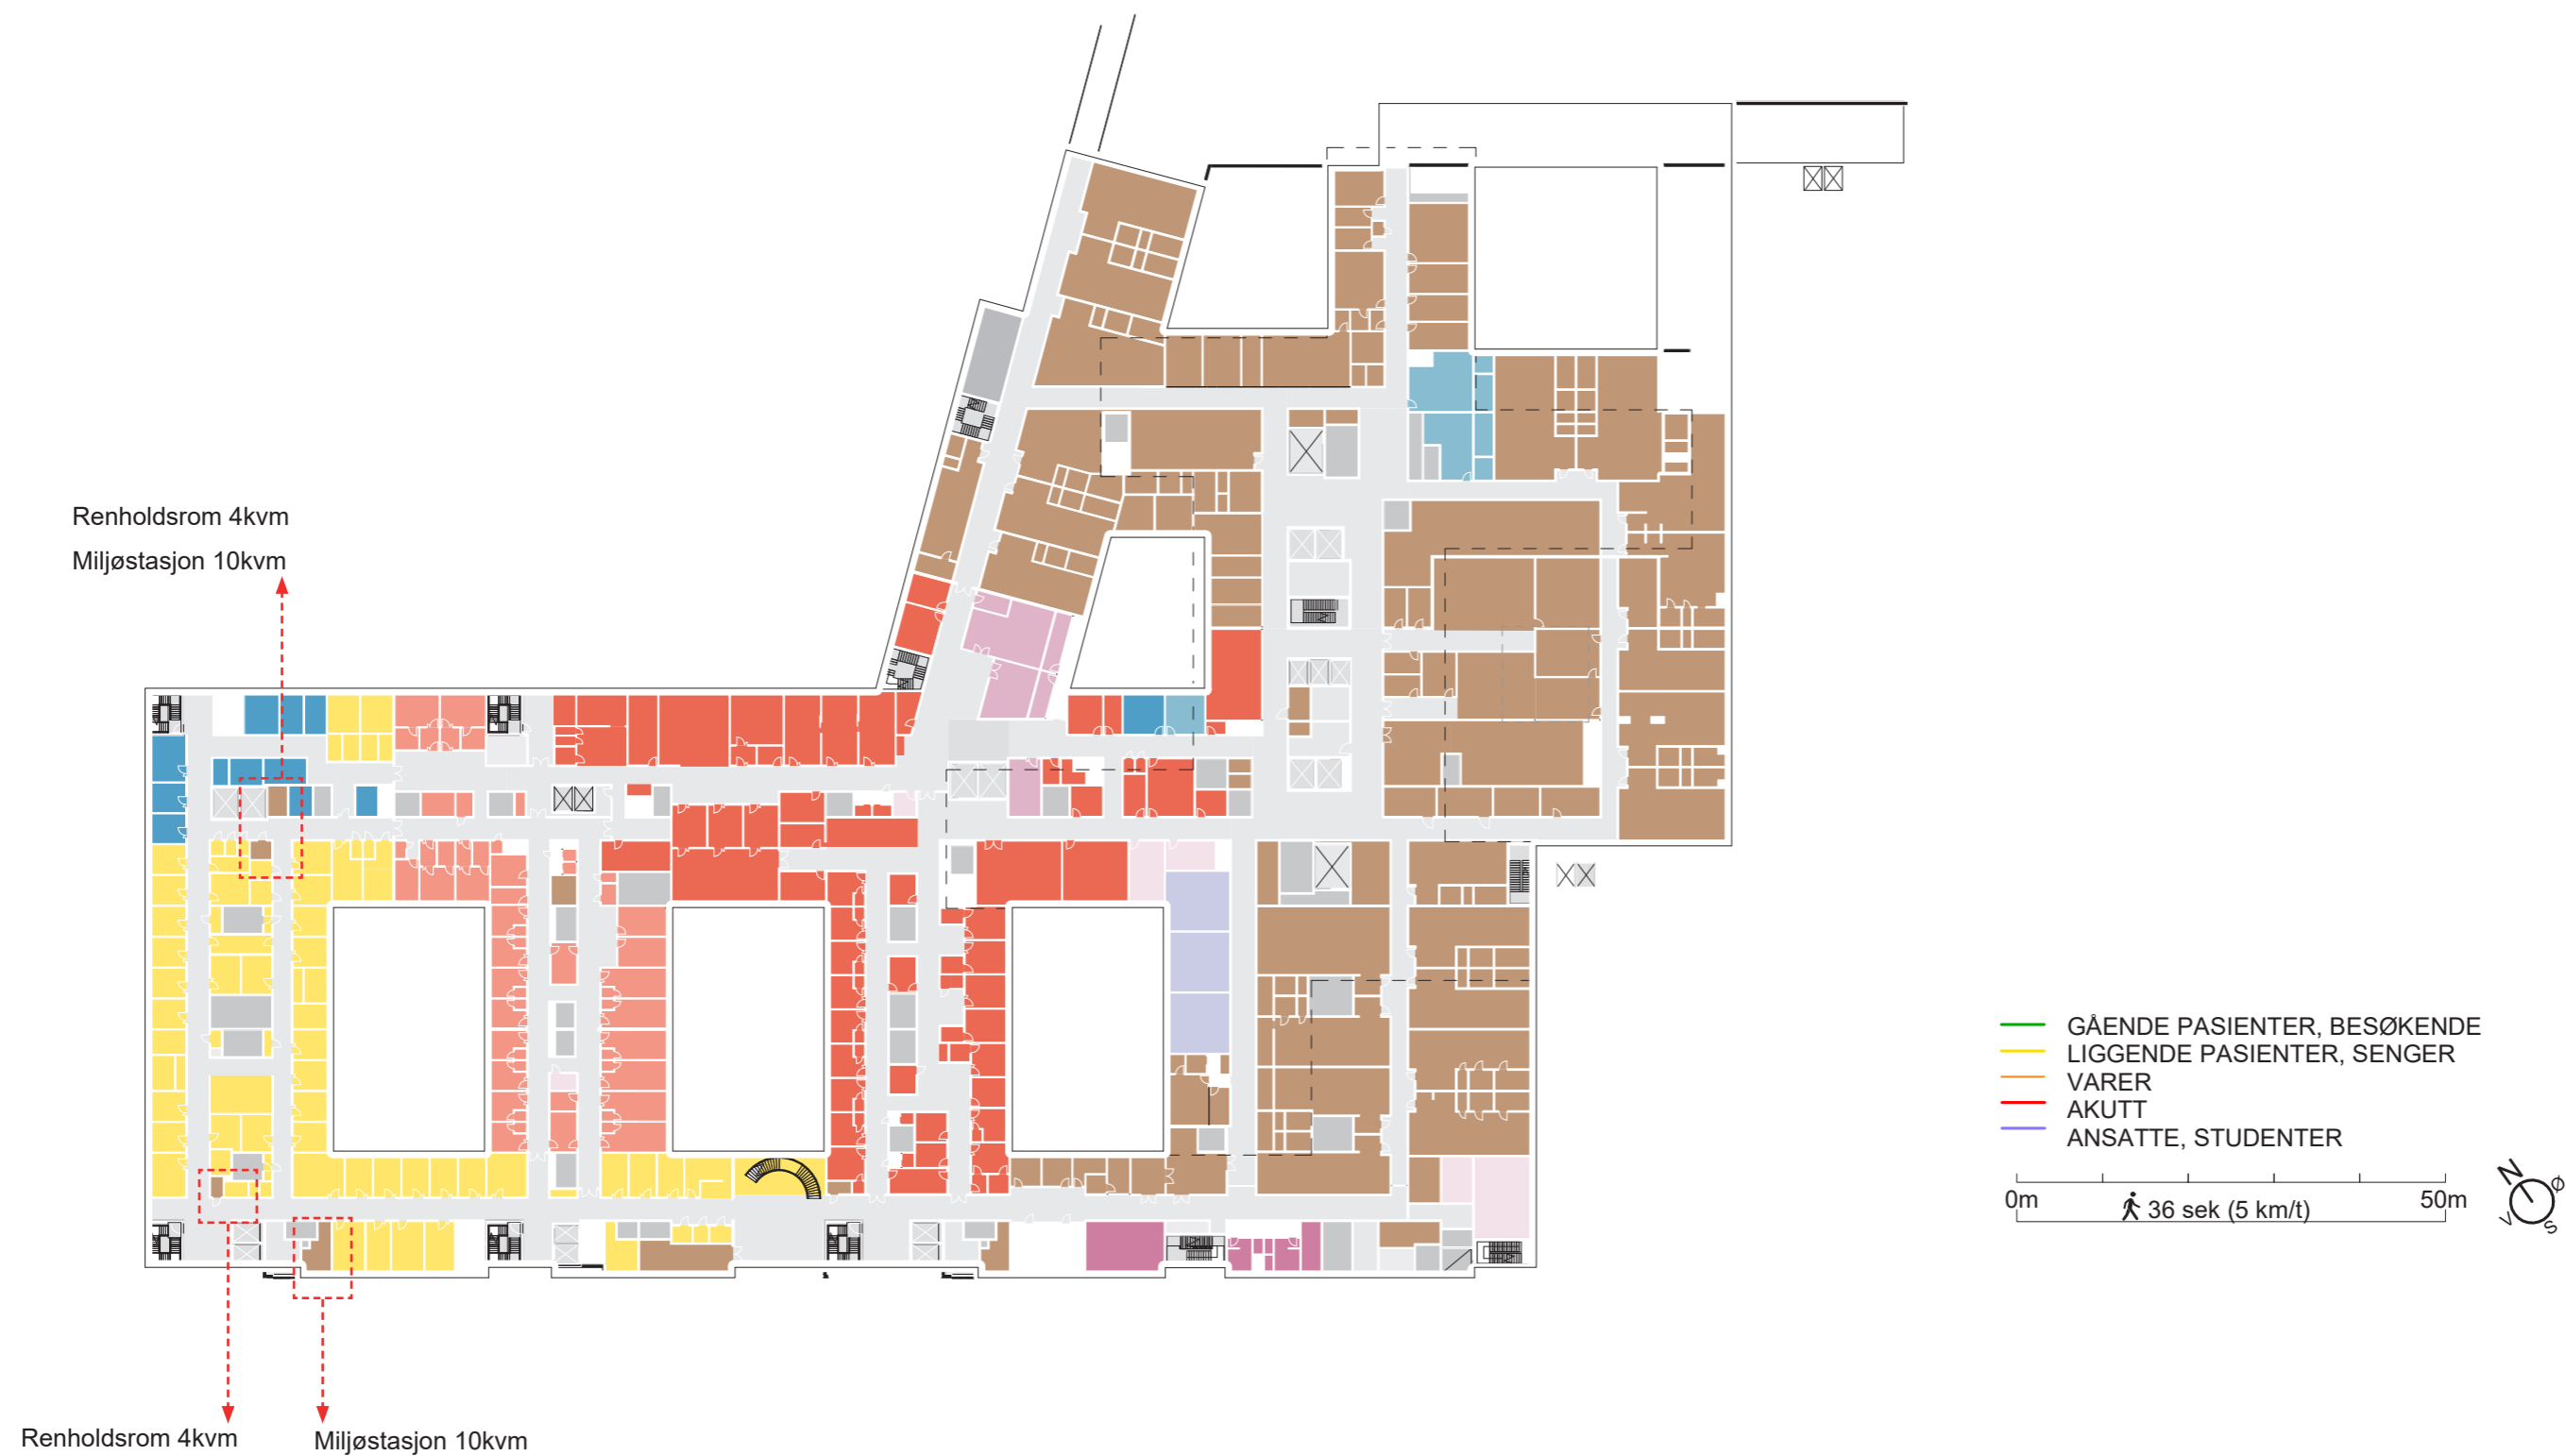 Renholdsrom 4kvm
Miljøstasjon 10kvm
GÅENDE PASIENTER, BESØKENDE
LIGGENDE PASIENTER, SENGER
VARER
AKUTT
ANSATTE, STUDENTER
0m
36 sek (5 km/t)
50m
N
Ø
V
S
Renholdsrom 4kvm
Miljøstasjon 10kvm